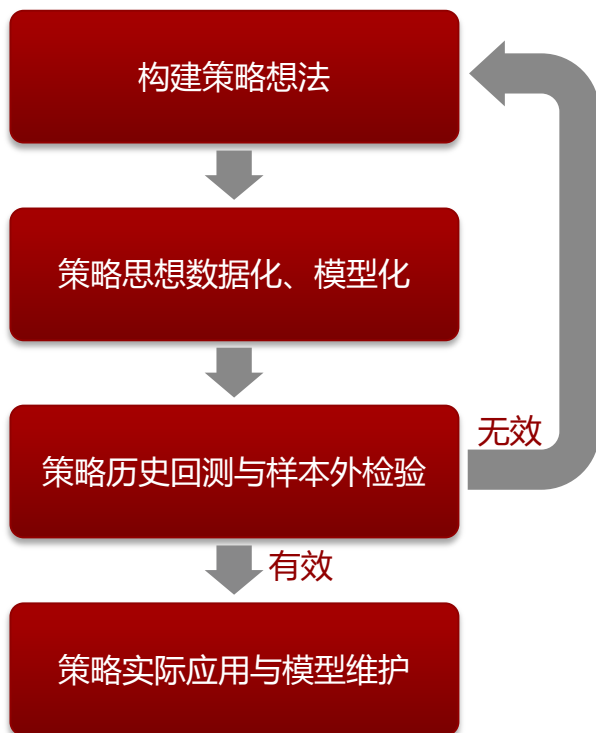 构建策略想法
策略思想数据化、模型化
无效
策略历史回测与样本外检验
有效
策略实际应用与模型维护